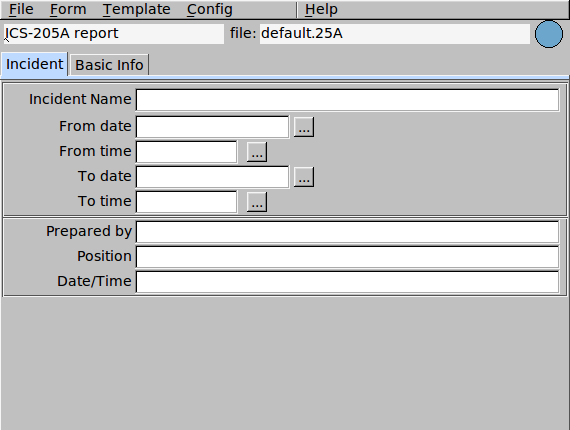 File Form Template Config Help
ICS-205A report file: default.25A
Incident Basic Info
Incident Name
From date ...
From time ...
To date ...
To time ...
Prepared by
Position
Date/Time